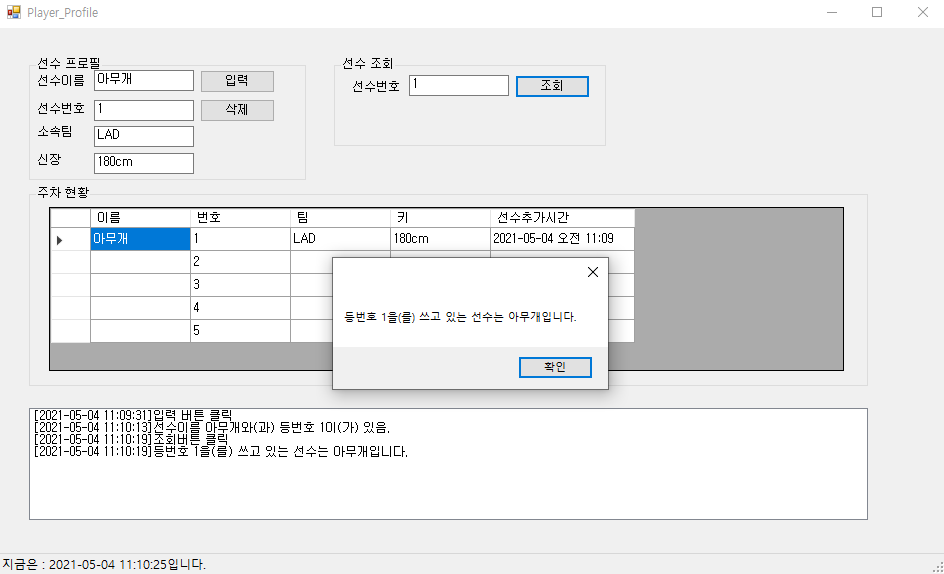 Player_Profile
선수 프로필
선수이름 아무개 입력
선수번호 1 삭제
소속팀 LAD
신장 180cm
선수 조회
선수번호 1 조회
주차 현황
이름 번호 팀 키 선수추가시간
아무개 1 LAD 180cm 2021-05-04 오전 11:09
2
3
4
5
등번호 1을(를) 쓰고 있는 선수는 아무개입니다.
확인
[2021-05-04 11:09:31]입력 버튼 클릭
[2021-05-04 11:10:13]선수이를 아무개와(과) 등번호 1이(가) 있음.
[2021-05-04 11:10:19]조회버튼 클릭
[2021-05-04 11:10:19]등번호 1을(를) 쓰고 있는 선수는 아무개입니다.
지금은 : 2021-05-04 11:10:25입니다.